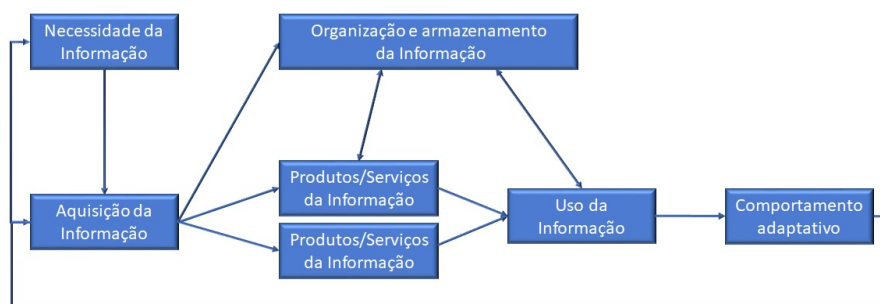 Necessidade da
Informação
Organização e armazenamento
da Informação
Aquisição da
Informação
Produtos/Serviços
da Informação
Produtos/Serviços
da Informação
Uso da
Informação
Comportamento
adaptativo